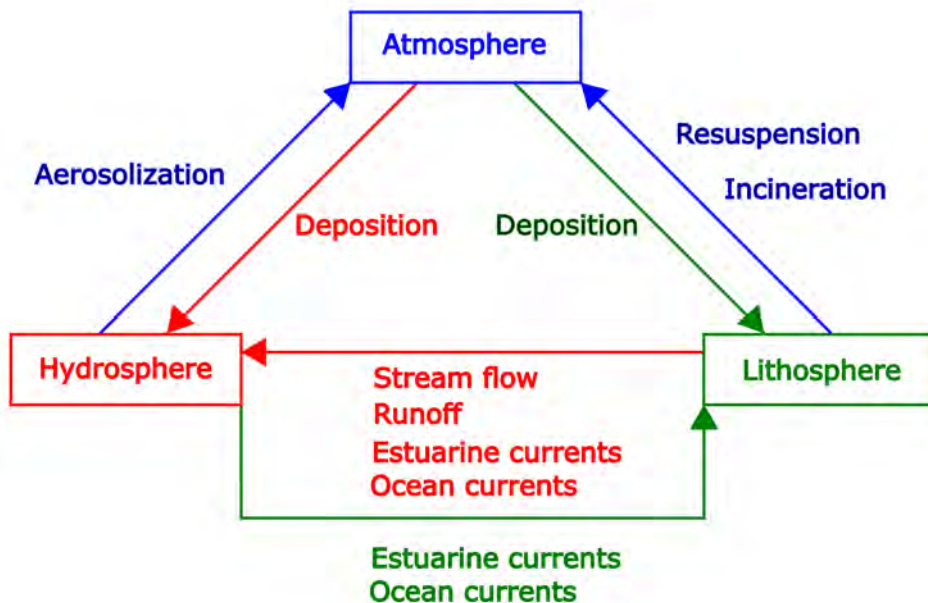 Atmosphere
Resuspension
Aerosolization
Incineration
Deposition
Deposition
Hydrosphere
Lithosphere
Stream flow
Runoff
Estuarine currents
Ocean currents
Estuarine currents
Ocean currents